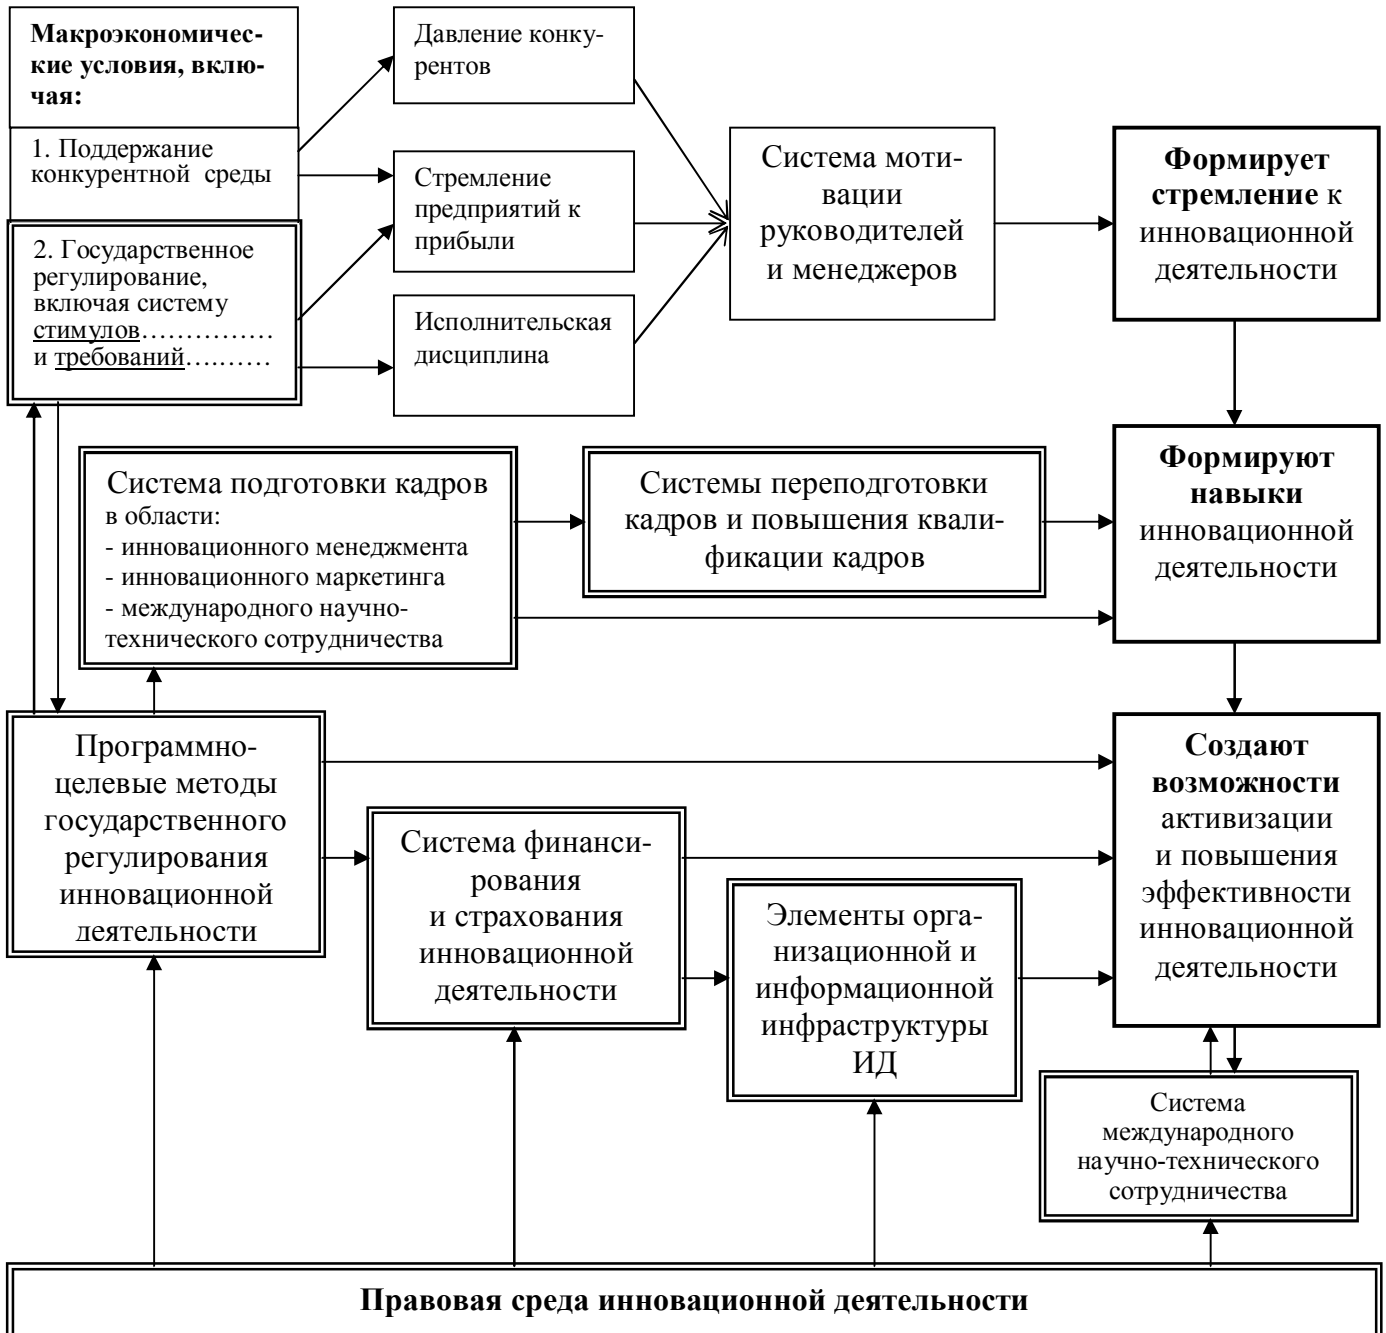 Макроэкономичес-
кие условия, вклю-
чая:
1. Поддержание
конкурентной среды
2. Государственное
регулирование,
включая систему
стимулов……………
и требований….……
Давление конку-
рентов
Стремление
предприятий к
прибыли
Исполнительская
дисциплина
Система моти-
вации
руководителей
и менеджеров
Формирует
стремление к
инновационной
деятельности
Система подготовки кадров
в области:
- инновационного менеджмента
- инновационного маркетинга
- международного научно-
технического сотрудничества
Системы переподготовки
кадров и повышения квали-
фикации кадров
Формируют
навыки
инновационной
деятельности
Программно-
целевые методы
государственного
регулирования
инновационной
деятельности
Система финанси-
рования
и страхования
инновационной
деятельности
Элементы орга-
низационной и
информационной
инфраструктуры
ИД
Создают
возможности
активизации
и повышения
эффективности
инновационной
деятельности
Система
международного
научно-технического
сотрудничества
Правовая среда инновационной деятельности